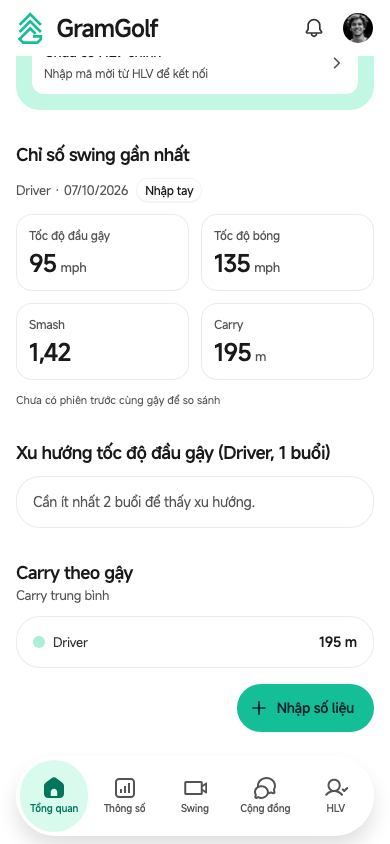 GramGolf
Nhập mã mời từ HLV để kết nối
Chỉ số swing gần nhất
Driver · 07/10/2026 Nhập tay
Tốc độ đầu gậy
95 mph
Tốc độ bóng
135 mph
Smash
1,42
Carry
195 m
Chưa có phiên trước cùng gậy để so sánh
Xu hướng tốc độ đầu gậy (Driver, 1 buổi)
Cần ít nhất 2 buổi để thấy xu hướng.
Carry theo gậy
Carry trung bình
Driver 195 m
Nhập số liệu
Tổng quan
Thông số
Swing
Cộng đồng
HLV